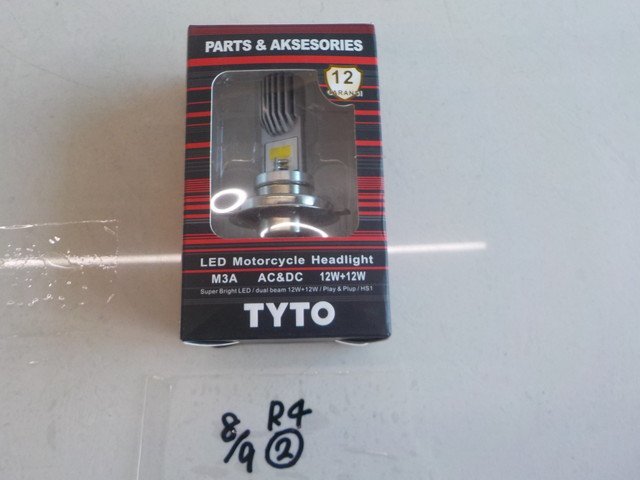 PARTS & AKSESORIES
12
GARANSI
LED Motorcycle Headlight
M3A AC&DC 12W+12W
Super Bright LED / dual beam 12W+12W / Play & Plup / HS1
TYTO
8/9 R4
②